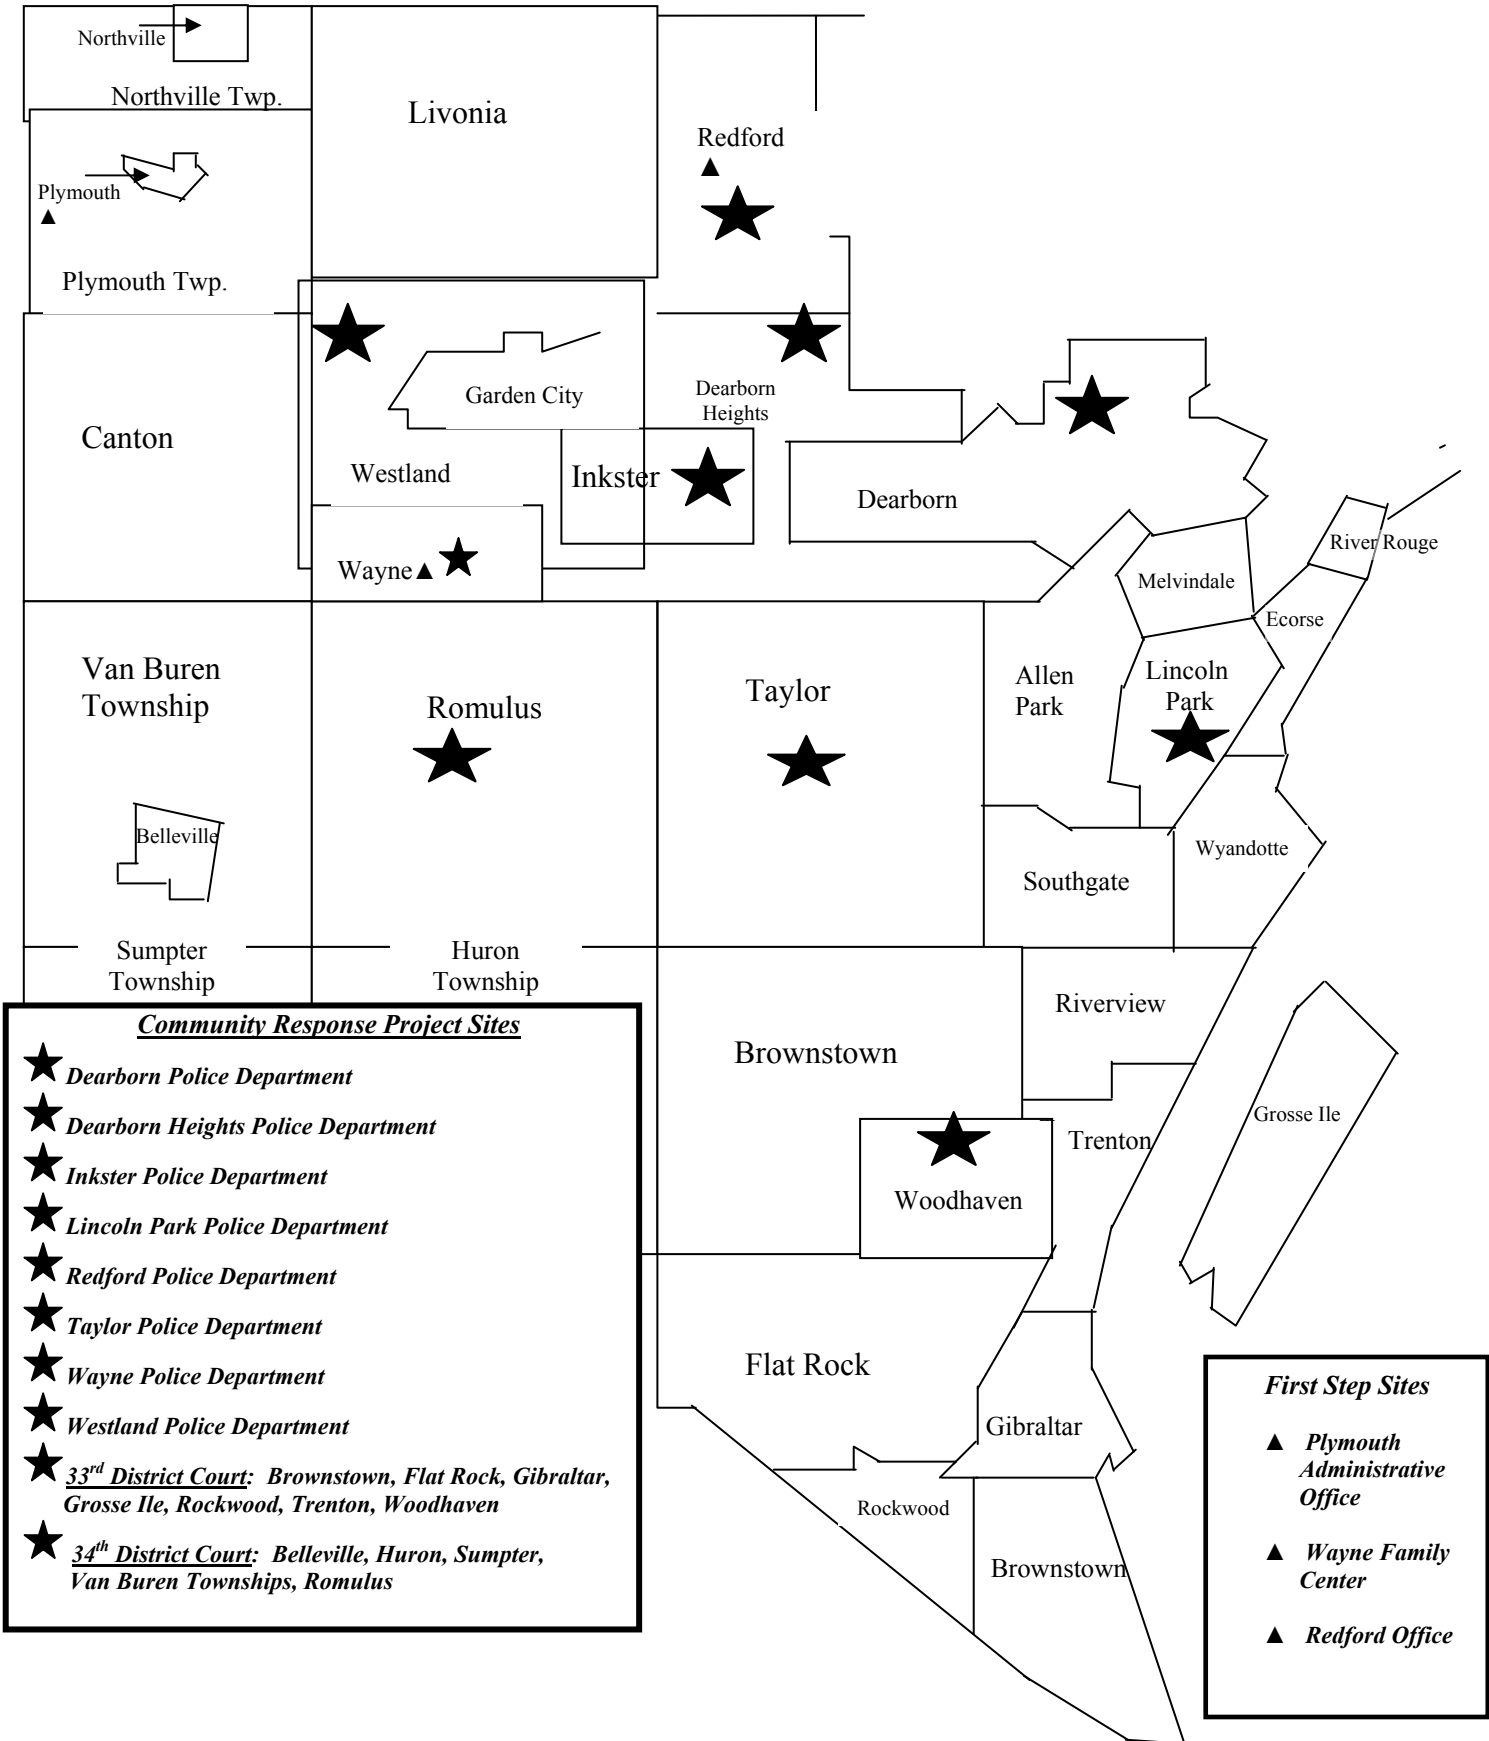 Northville
Northville Twp.
Livonia
Redford
Plymouth
Plymouth Twp.
Garden City
Dearborn
Heights
Canton
Westland
Inkster
Dearborn
River Rouge
Wayne
Melvindale
Ecorse
Van Buren
Township
Romulus
Taylor
Allen
Park
Lincoln
Park
Belleville
Wyandotte
Southgate
Sumpter
Township
Huron
Township
Riverview
Brownstown
Grosse Ile
Trenton
Woodhaven
Flat Rock
Gibraltar
Rockwood
Brownstown
Community Response Project Sites
Dearborn Police Department
Dearborn Heights Police Department
Inkster Police Department
Lincoln Park Police Department
Redford Police Department
Taylor Police Department
Wayne Police Department
Westland Police Department
33rd District Court: Brownstown, Flat Rock, Gibraltar,
Grosse Ile, Rockwood, Trenton, Woodhaven
34th District Court: Belleville, Huron, Sumpter,
Van Buren Townships, Romulus
First Step Sites
Plymouth
Administrative
Office
Wayne Family
Center
Redford Office